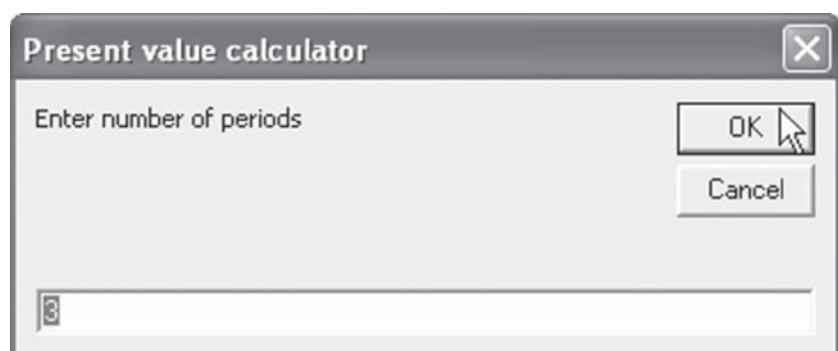 Present value calculator
Enter number of periods
OK
Cancel
3